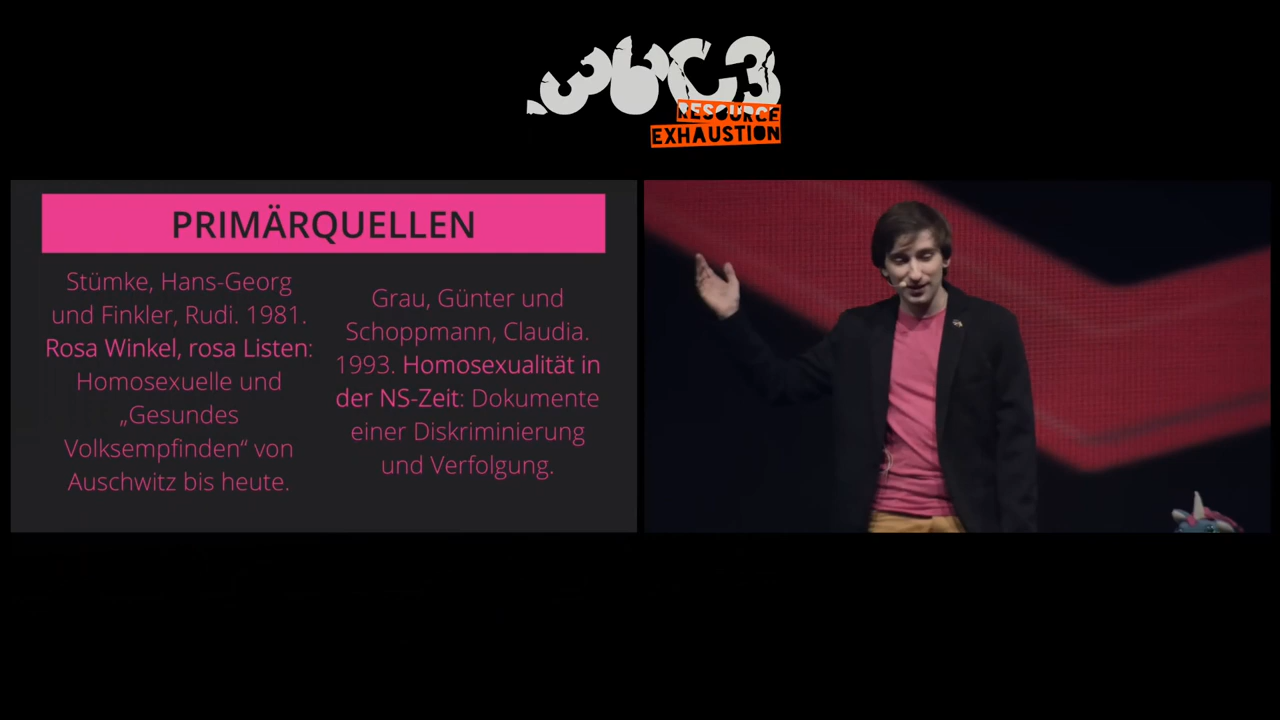 36C3
RESOURCE
EXHAUSTION
PRIMÄRQUELLEN
Stümke, Hans-Georg
und Finkler, Rudi. 1981.
Rosa Winkel, rosa Listen:
Homosexuelle und
„Gesundes
Volksempfinden“ von
Auschwitz bis heute.
Grau, Günter und
Schoppmann, Claudia.
1993. Homosexualität in
der NS-Zeit: Dokumente
einer Diskriminierung
und Verfolgung.